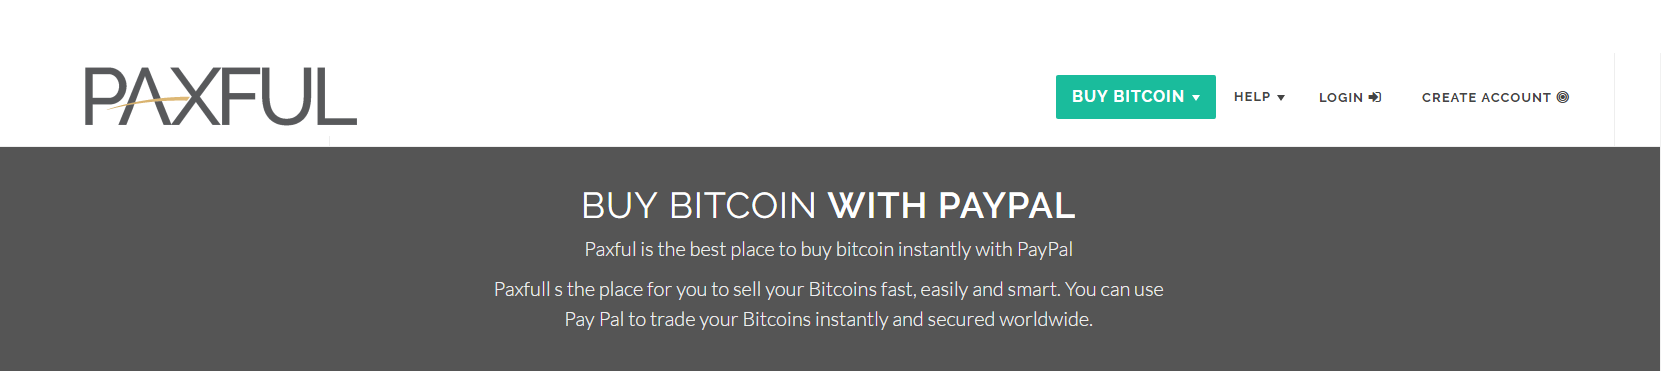 PAXFUL
BUY BITCOIN
HELP
LOGIN
CREATE ACCOUNT
BUY BITCOIN WITH PAYPAL
Paxful is the best place to buy bitcoin instantly with PayPal
Paxfull s the place for you to sell your Bitcoins fast, easily and smart. You can use
Pay Pal to trade your Bitcoins instantly and secured worldwide.